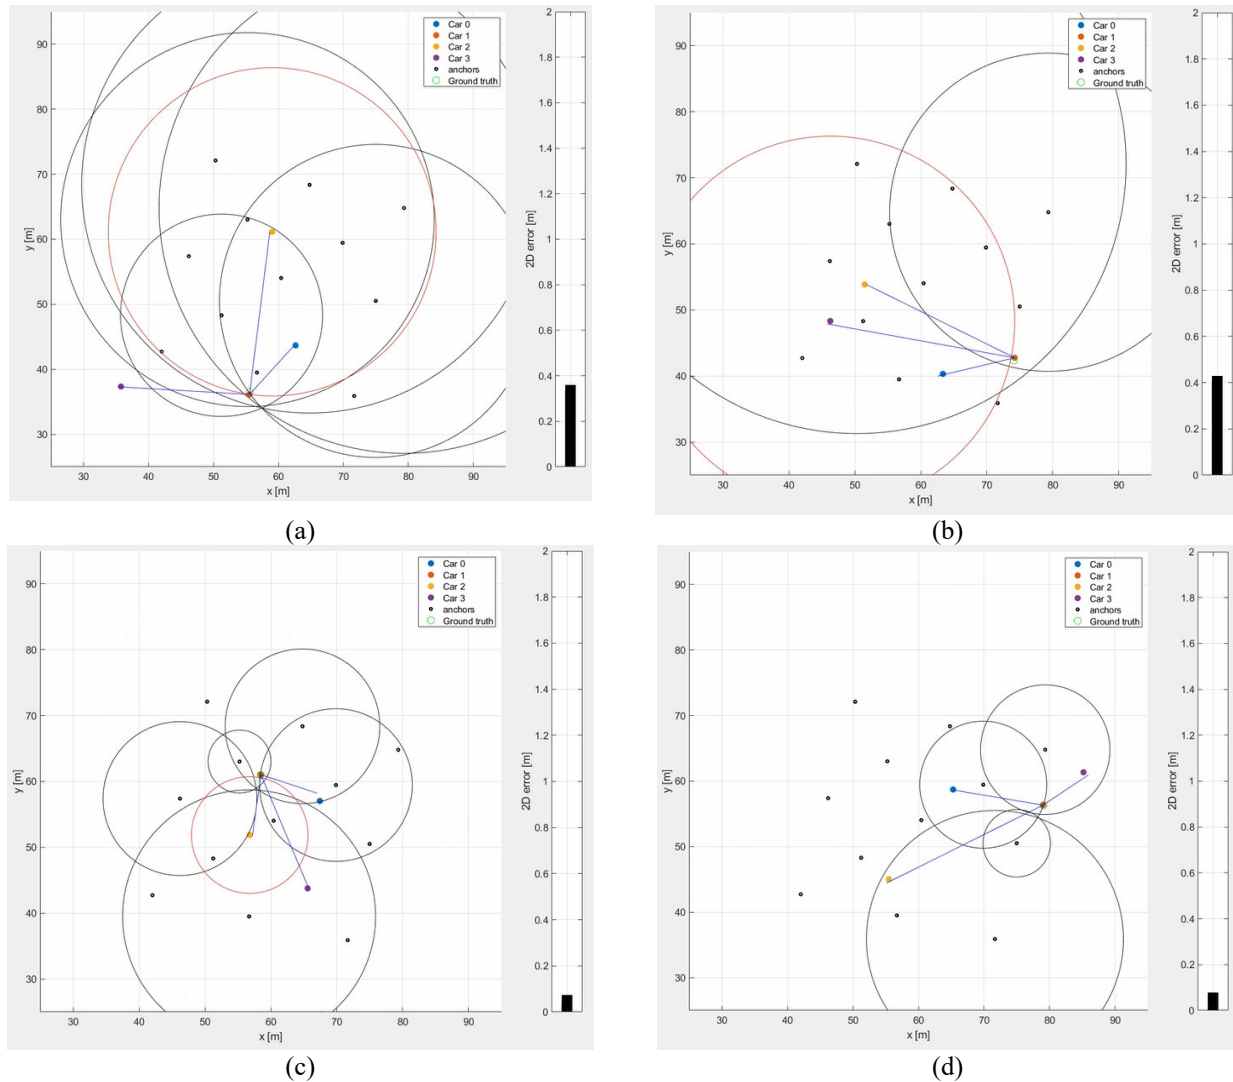 Car 0
Car 1
Car 2
Car 3
anchors
Ground truth
90
80
70
60
50
40
30
y [m]
30
40
50
60
70
80
90
x [m]
2
1.8
1.6
1.4
1.2
1
0.8
0.6
0.4
0.2
0
2D error [m]
(a)
Car 0
Car 1
Car 2
Car 3
anchors
Ground truth
90
80
70
60
50
40
30
y [m]
30
40
50
60
70
80
90
x [m]
2
1.8
1.6
1.4
1.2
1
0.8
0.6
0.4
0.2
0
2D error [m]
(b)
Car 0
Car 1
Car 2
Car 3
anchors
Ground truth
90
80
70
60
50
40
30
y [m]
30
40
50
60
70
80
90
x [m]
2
1.8
1.6
1.4
1.2
1
0.8
0.6
0.4
0.2
0
2D error [m]
(c)
Car 0
Car 1
Car 2
Car 3
anchors
Ground truth
90
80
70
60
50
40
30
y [m]
30
40
50
60
70
80
90
x [m]
2
1.8
1.6
1.4
1.2
1
0.8
0.6
0.4
0.2
0
2D error [m]
(d)